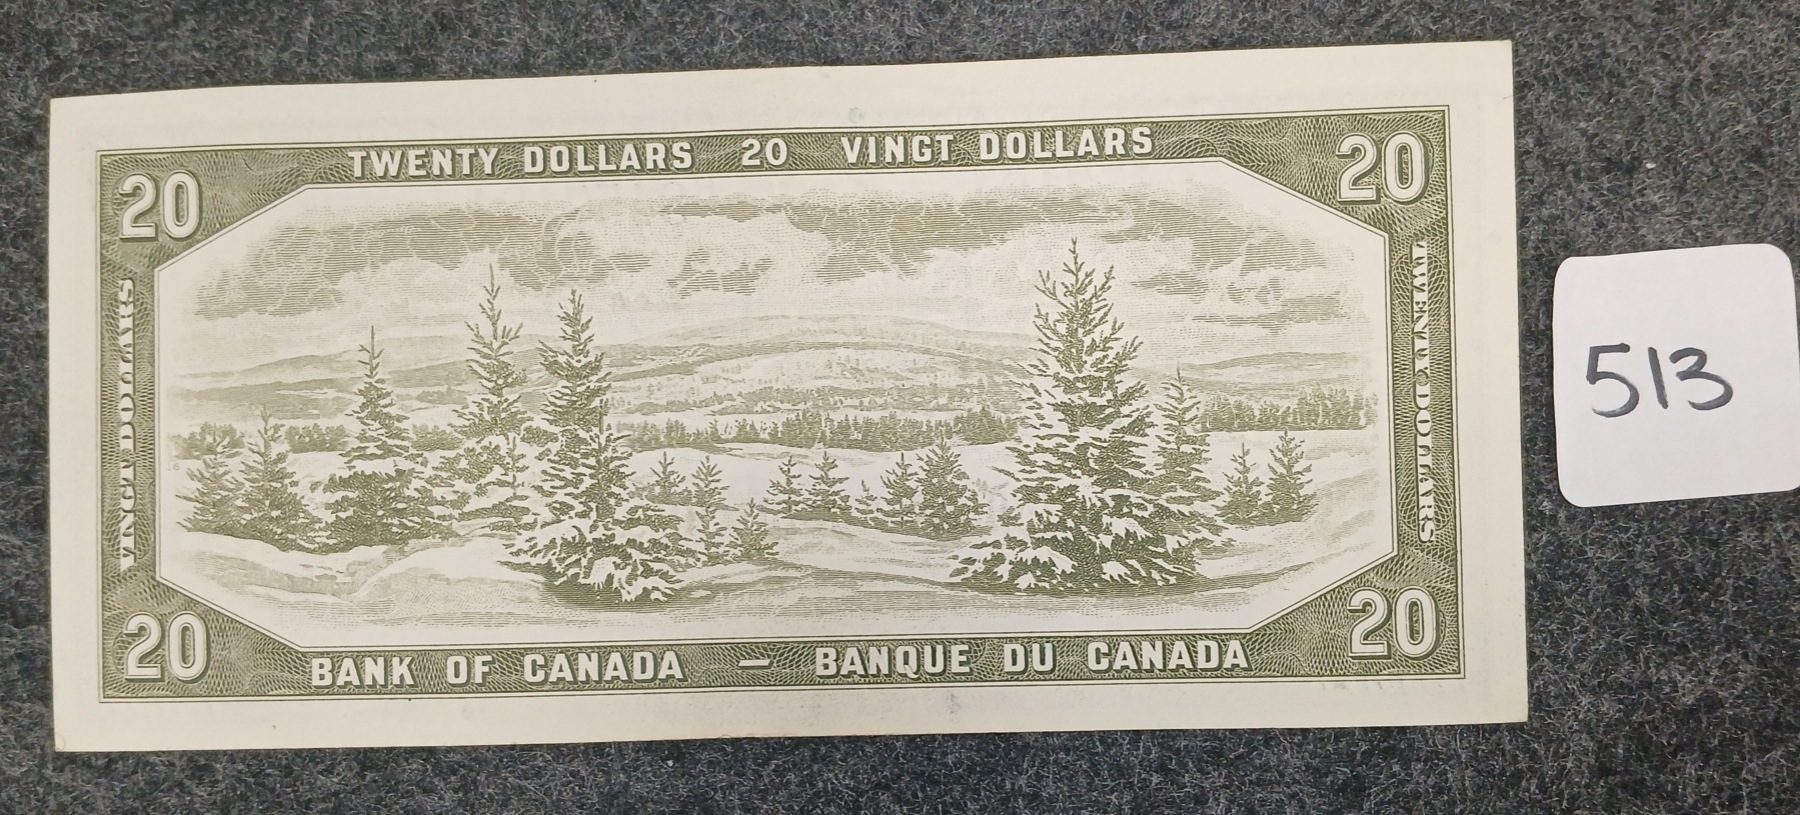 TWENTY DOLLARS 20 VINGT DOLLARS
20
20
VINGT DOLLARS
TWENTY DOLLARS
20
20
BANK OF CANADA — BANQUE DU CANADA
513